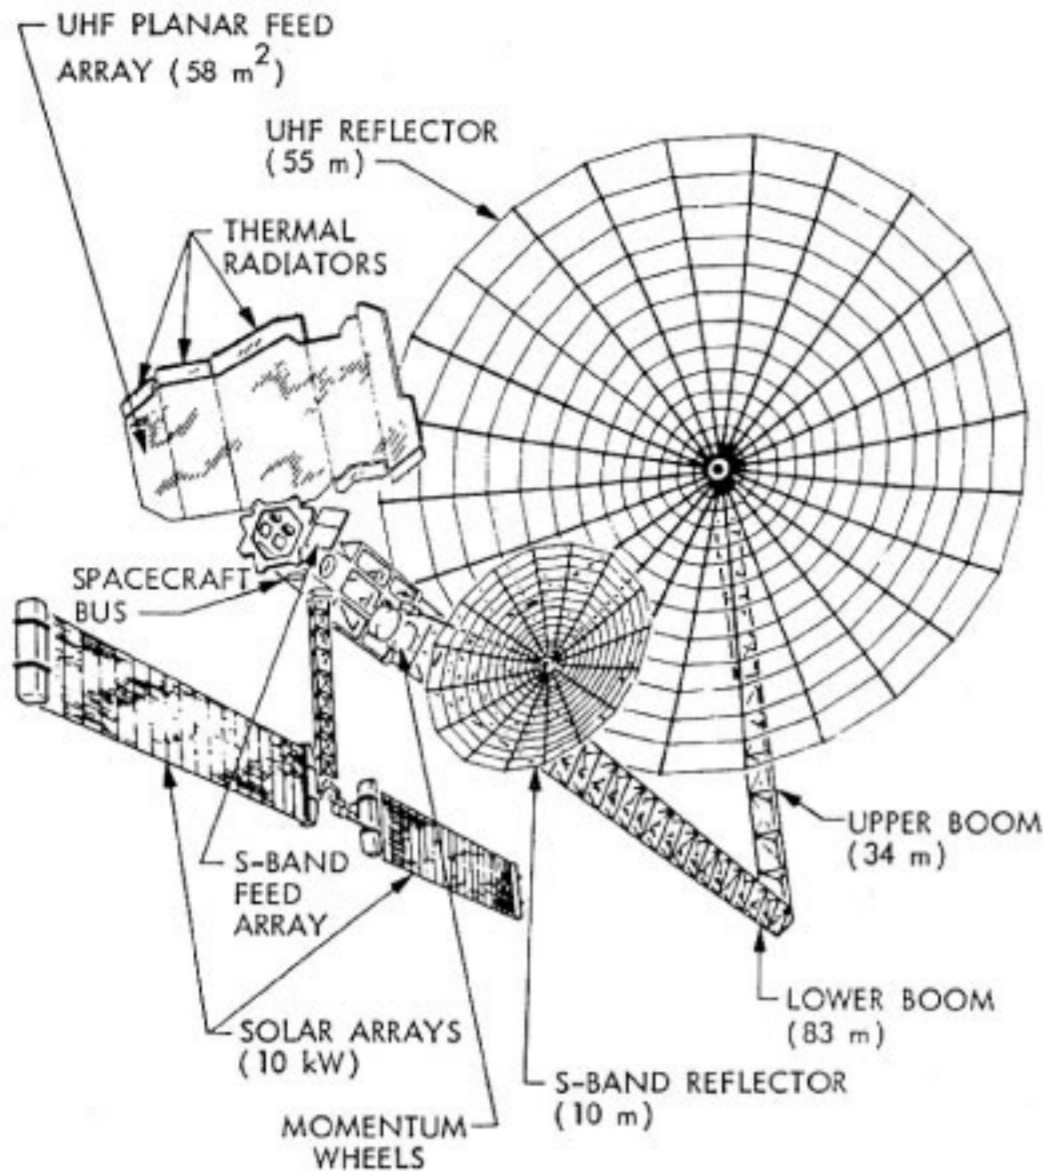 UHF PLANAR FEED
ARRAY (58 m²)
UHF REFLECTOR
(55 m)
THERMAL
RADIATORS
SPACECRAFT
BUS
S-BAND
FEED
ARRAY
UPPER BOOM
(34 m)
LOWER BOOM
(83 m)
SOLAR ARRAYS
(10 kW)
S-BAND REFLECTOR
(10 m)
MOMENTUM
WHEELS